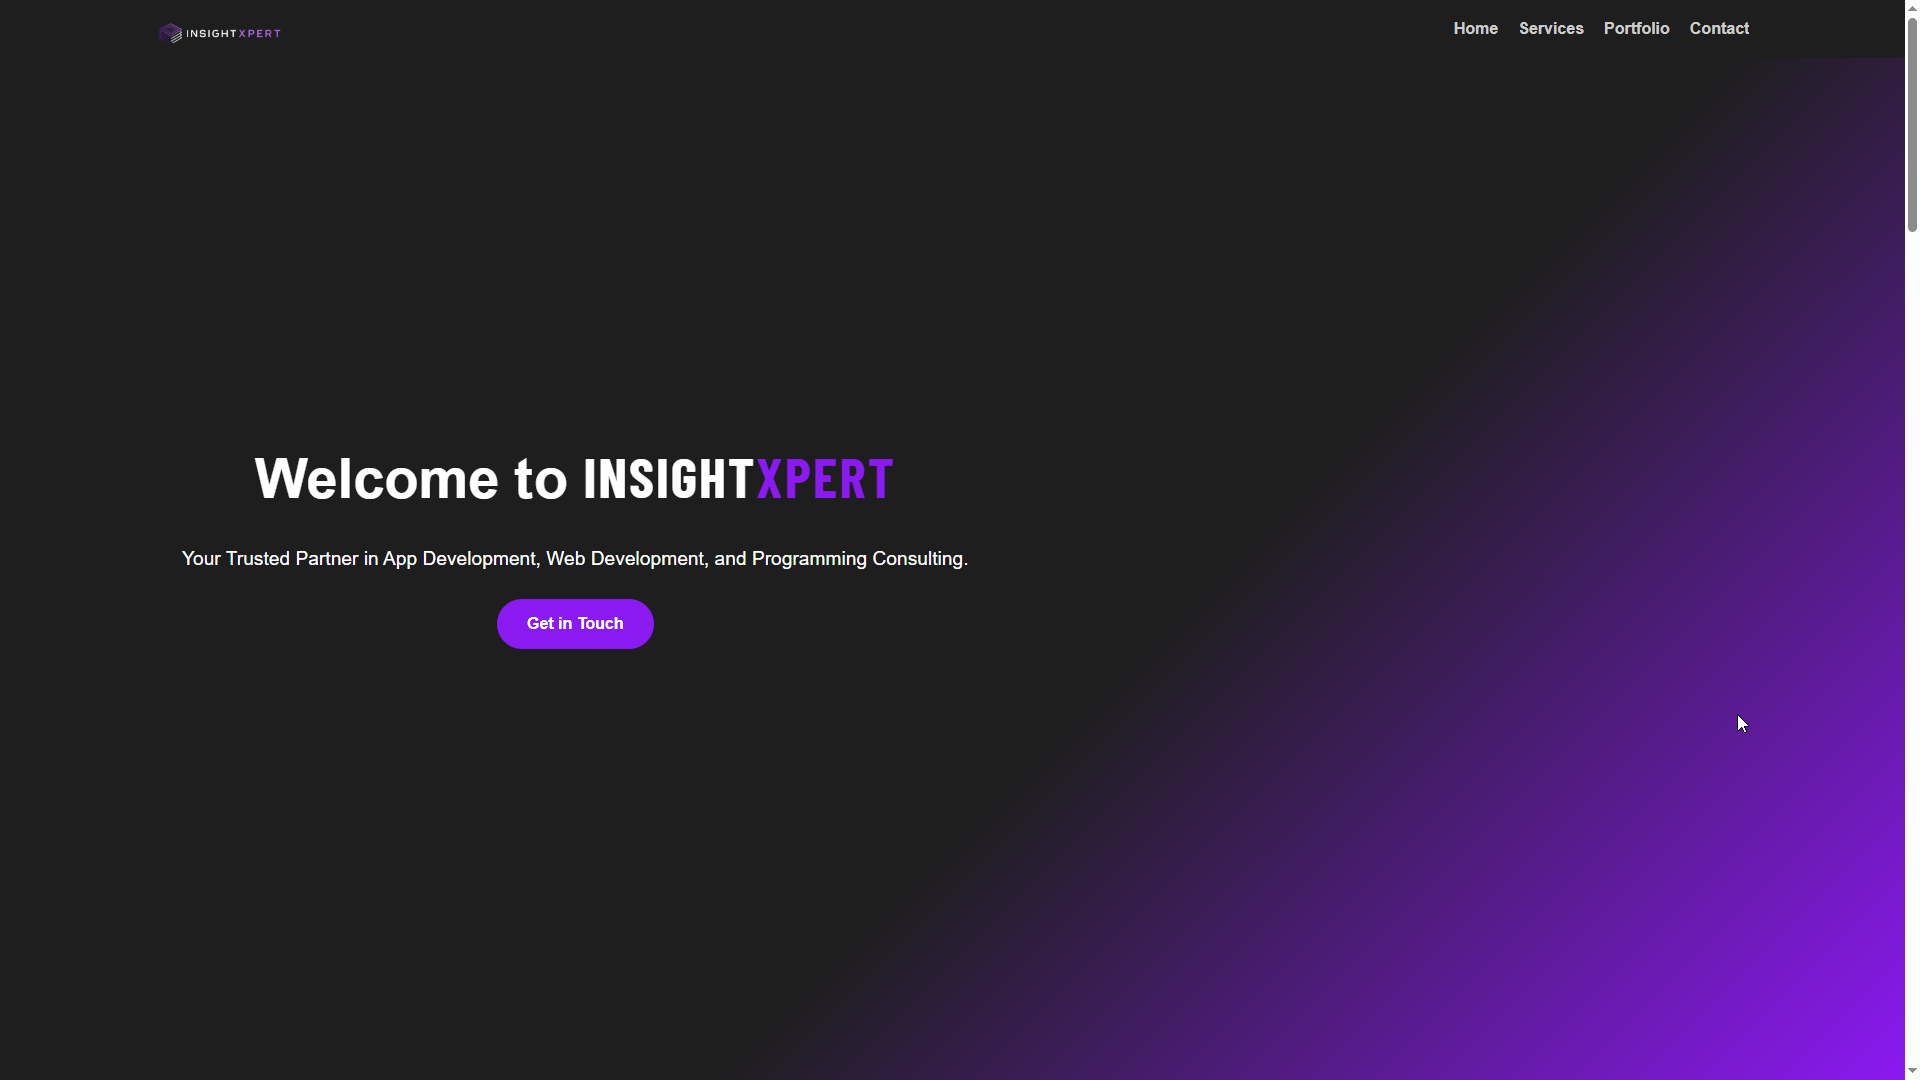 INSIGHTXPERT
Home Services Portfolio Contact
Welcome to INSIGHTXPERT
Your Trusted Partner in App Development, Web Development, and Programming Consulting.
Get in Touch